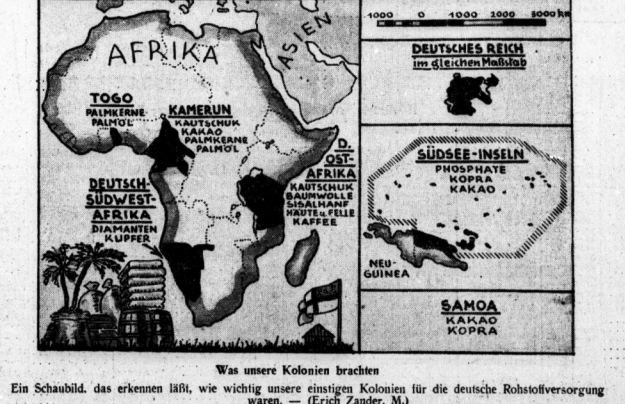 AFRIKA
ASIEN
TOGO
PALMKERNE
PALMÖL
KAMERUN
KAUTSCHUK
KAKAO
PALMKERNE
PALMÖL
D.
OST-
AFRIKA
KAUTSCHUK
BAUMWOLLE
SISALHANF
HÄUTE u. FELLE
KAFFEE
DEUTSCH-
SÜDWEST-
AFRIKA
DIAMANTEN
KUPFER
1000 0 1000 2000 3000 km
DEUTSCHES REICH
im gleichen Maßstab
SÜDSEE-INSELN
PHOSPHATE
KOPRA
KAKAO
NEU-
GUINEA
SAMOA
KAKAO
KOPRA
Was unsere Kolonien brachten
Ein Schaubild, das erkennen läßt, wie wichtig unsere einstigen Kolonien für die deutsche Rohstoffversorgung
waren. — (Erich Zander, M.)